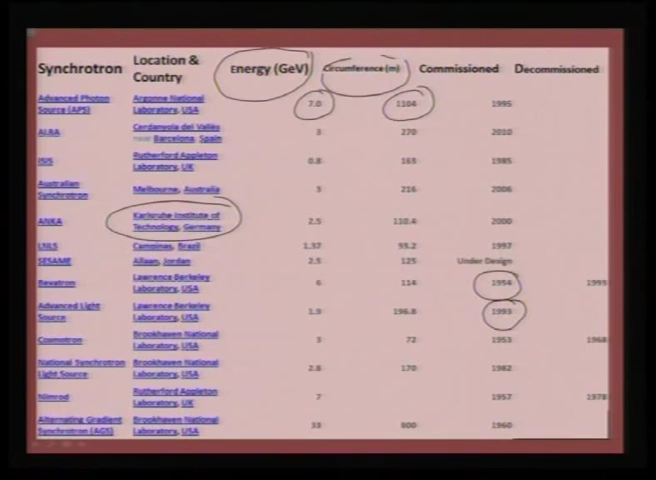 Synchrotron Location & Country Energy (GeV) Circumference (m) Commissioned Decommissioned
Advanced Photon Source (APS) Argonne National Laboratory, USA 7.0 1104 1995
ALBA Cerdanyola del Vallès near Barcelona, Spain 3 270 2010
ISIS Rutherford Appleton Laboratory, UK 0.8 163 1985
Australian Synchrotron Melbourne, Australia 3 216 2006
ANKA Karlsruhe Institute of Technology, Germany 2.5 110.4 2000
LNLS Campinas, Brazil 1.37 93.2 1997
SESAME Allaan, Jordan 2.5 125 Under Design
Bevatron Lawrence Berkeley Laboratory, USA 6 114 1954 1993
Advanced Light Source Lawrence Berkeley Laboratory, USA 1.9 196.8 1993
Cosmotron Brookhaven National Laboratory, USA 3 72 1953 1968
National Synchrotron Light Source Brookhaven National Laboratory, USA 2.8 170 1982
Nimrod Rutherford Appleton Laboratory, UK 7 1957 1978
Alternating Gradient Synchrotron (AGS) Brookhaven National Laboratory, USA 33 800 1960